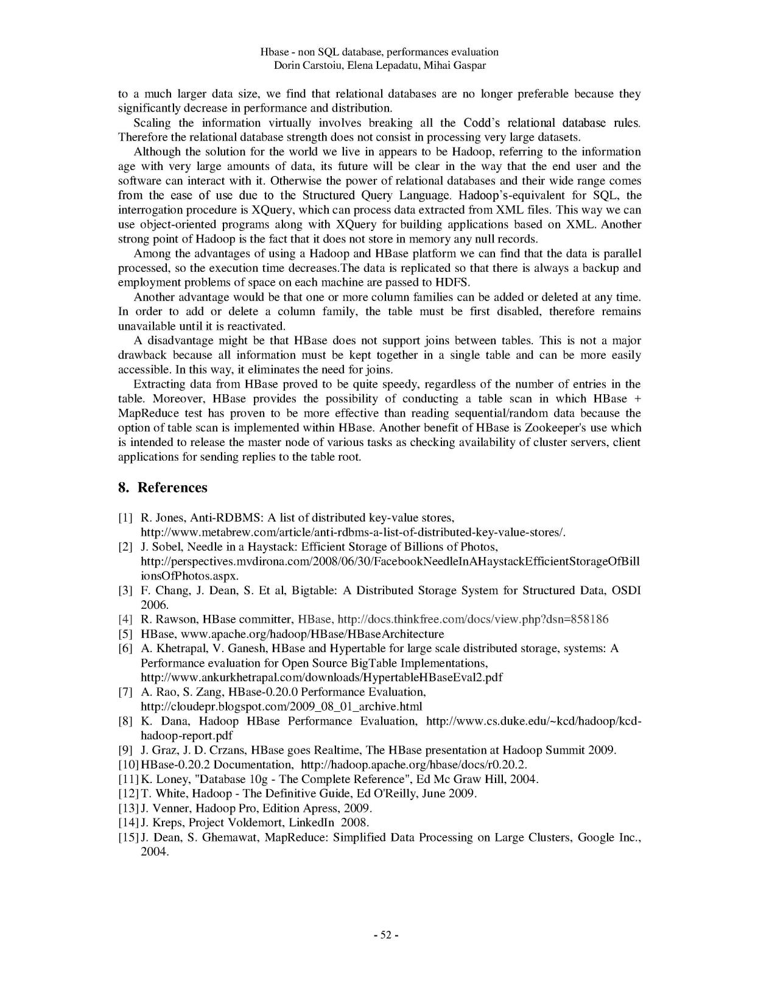 Hbase - non SQL database, performances evaluation
Dorin Carstoiu, Elena Lepadatu, Mihai Gaspar
to a much larger data size, we find that relational databases are no longer preferable because they
significantly decrease in performance and distribution.
Scaling the information virtually involves breaking all the Codd's relational database rules.
Therefore the relational database strength does not consist in processing very large datasets.
Although the solution for the world we live in appears to be Hadoop, referring to the information
age with very large amounts of data, its future will be clear in the way that the end user and the
software can interact with it. Otherwise the power of relational databases and their wide range comes
from the ease of use due to the Structured Query Language. Hadoop's-equivalent for SQL, the
interrogation procedure is XQuery, which can process data extracted from XML files. This way we can
use object-oriented programs along with XQuery for building applications based on XML. Another
strong point of Hadoop is the fact that it does not store in memory any null records.
Among the advantages of using a Hadoop and HBase platform we can find that the data is parallel
processed, so the execution time decreases.The data is replicated so that there is always a backup and
employment problems of space on each machine are passed to HDFS.
Another advantage would be that one or more column families can be added or deleted at any time.
In order to add or delete a column family, the table must be first disabled, therefore remains
unavailable until it is reactivated.
A disadvantage might be that HBase does not support joins between tables. This is not a major
drawback because all information must be kept together in a single table and can be more easily
accessible. In this way, it eliminates the need for joins.
Extracting data from HBase proved to be quite speedy, regardless of the number of entries in the
table. Moreover, HBase provides the possibility of conducting a table scan in which HBase +
MapReduce test has proven to be more effective than reading sequential/random data because the
option of table scan is implemented within HBase. Another benefit of HBase is Zookeeper's use which
is intended to release the master node of various tasks as checking availability of cluster servers, client
applications for sending replies to the table root.
8. References
[1] R. Jones, Anti-RDBMS: A list of distributed key-value stores,
http://www.metabrew.com/article/anti-rdbms-a-list-of-distributed-key-value-stores/.
[2] J. Sobel, Needle in a Haystack: Efficient Storage of Billions of Photos,
http://perspectives.mvdirona.com/2008/06/30/FacebookNeedleInAHaystackEfficientStorageOfBill
ionsOfPhotos.aspx.
[3] F. Chang, J. Dean, S. Et al, Bigtable: A Distributed Storage System for Structured Data, OSDI
2006.
[4] R. Rawson, HBase committer, HBase, http://docs.thinkfree.com/docs/view.php?dsn=858186
[5] HBase, www.apache.org/hadoop/HBase/HBaseArchitecture
[6] A. Khetrapal, V. Ganesh, HBase and Hypertable for large scale distributed storage, systems: A
Performance evaluation for Open Source BigTable Implementations,
http://www.ankurkhetrapal.com/downloads/HypertableHBaseEval2.pdf
[7] A. Rao, S. Zang, HBase-0.20.0 Performance Evaluation,
http://cloudepr.blogspot.com/2009_08_01_archive.html
[8] K. Dana, Hadoop HBase Performance Evaluation, http://www.cs.duke.edu/~kcd/hadoop/kcd-
hadoop-report.pdf
[9] J. Graz, J. D. Crzans, HBase goes Realtime, The HBase presentation at Hadoop Summit 2009.
[10] HBase-0.20.2 Documentation, http://hadoop.apache.org/hbase/docs/r0.20.2.
[11] K. Loney, "Database 10g - The Complete Reference", Ed Mc Graw Hill, 2004.
[12] T. White, Hadoop - The Definitive Guide, Ed O'Reilly, June 2009.
[13] J. Venner, Hadoop Pro, Edition Apress, 2009.
[14] J. Kreps, Project Voldemort, LinkedIn 2008.
[15] J. Dean, S. Ghemawat, MapReduce: Simplified Data Processing on Large Clusters, Google Inc.,
2004.
- 52 -